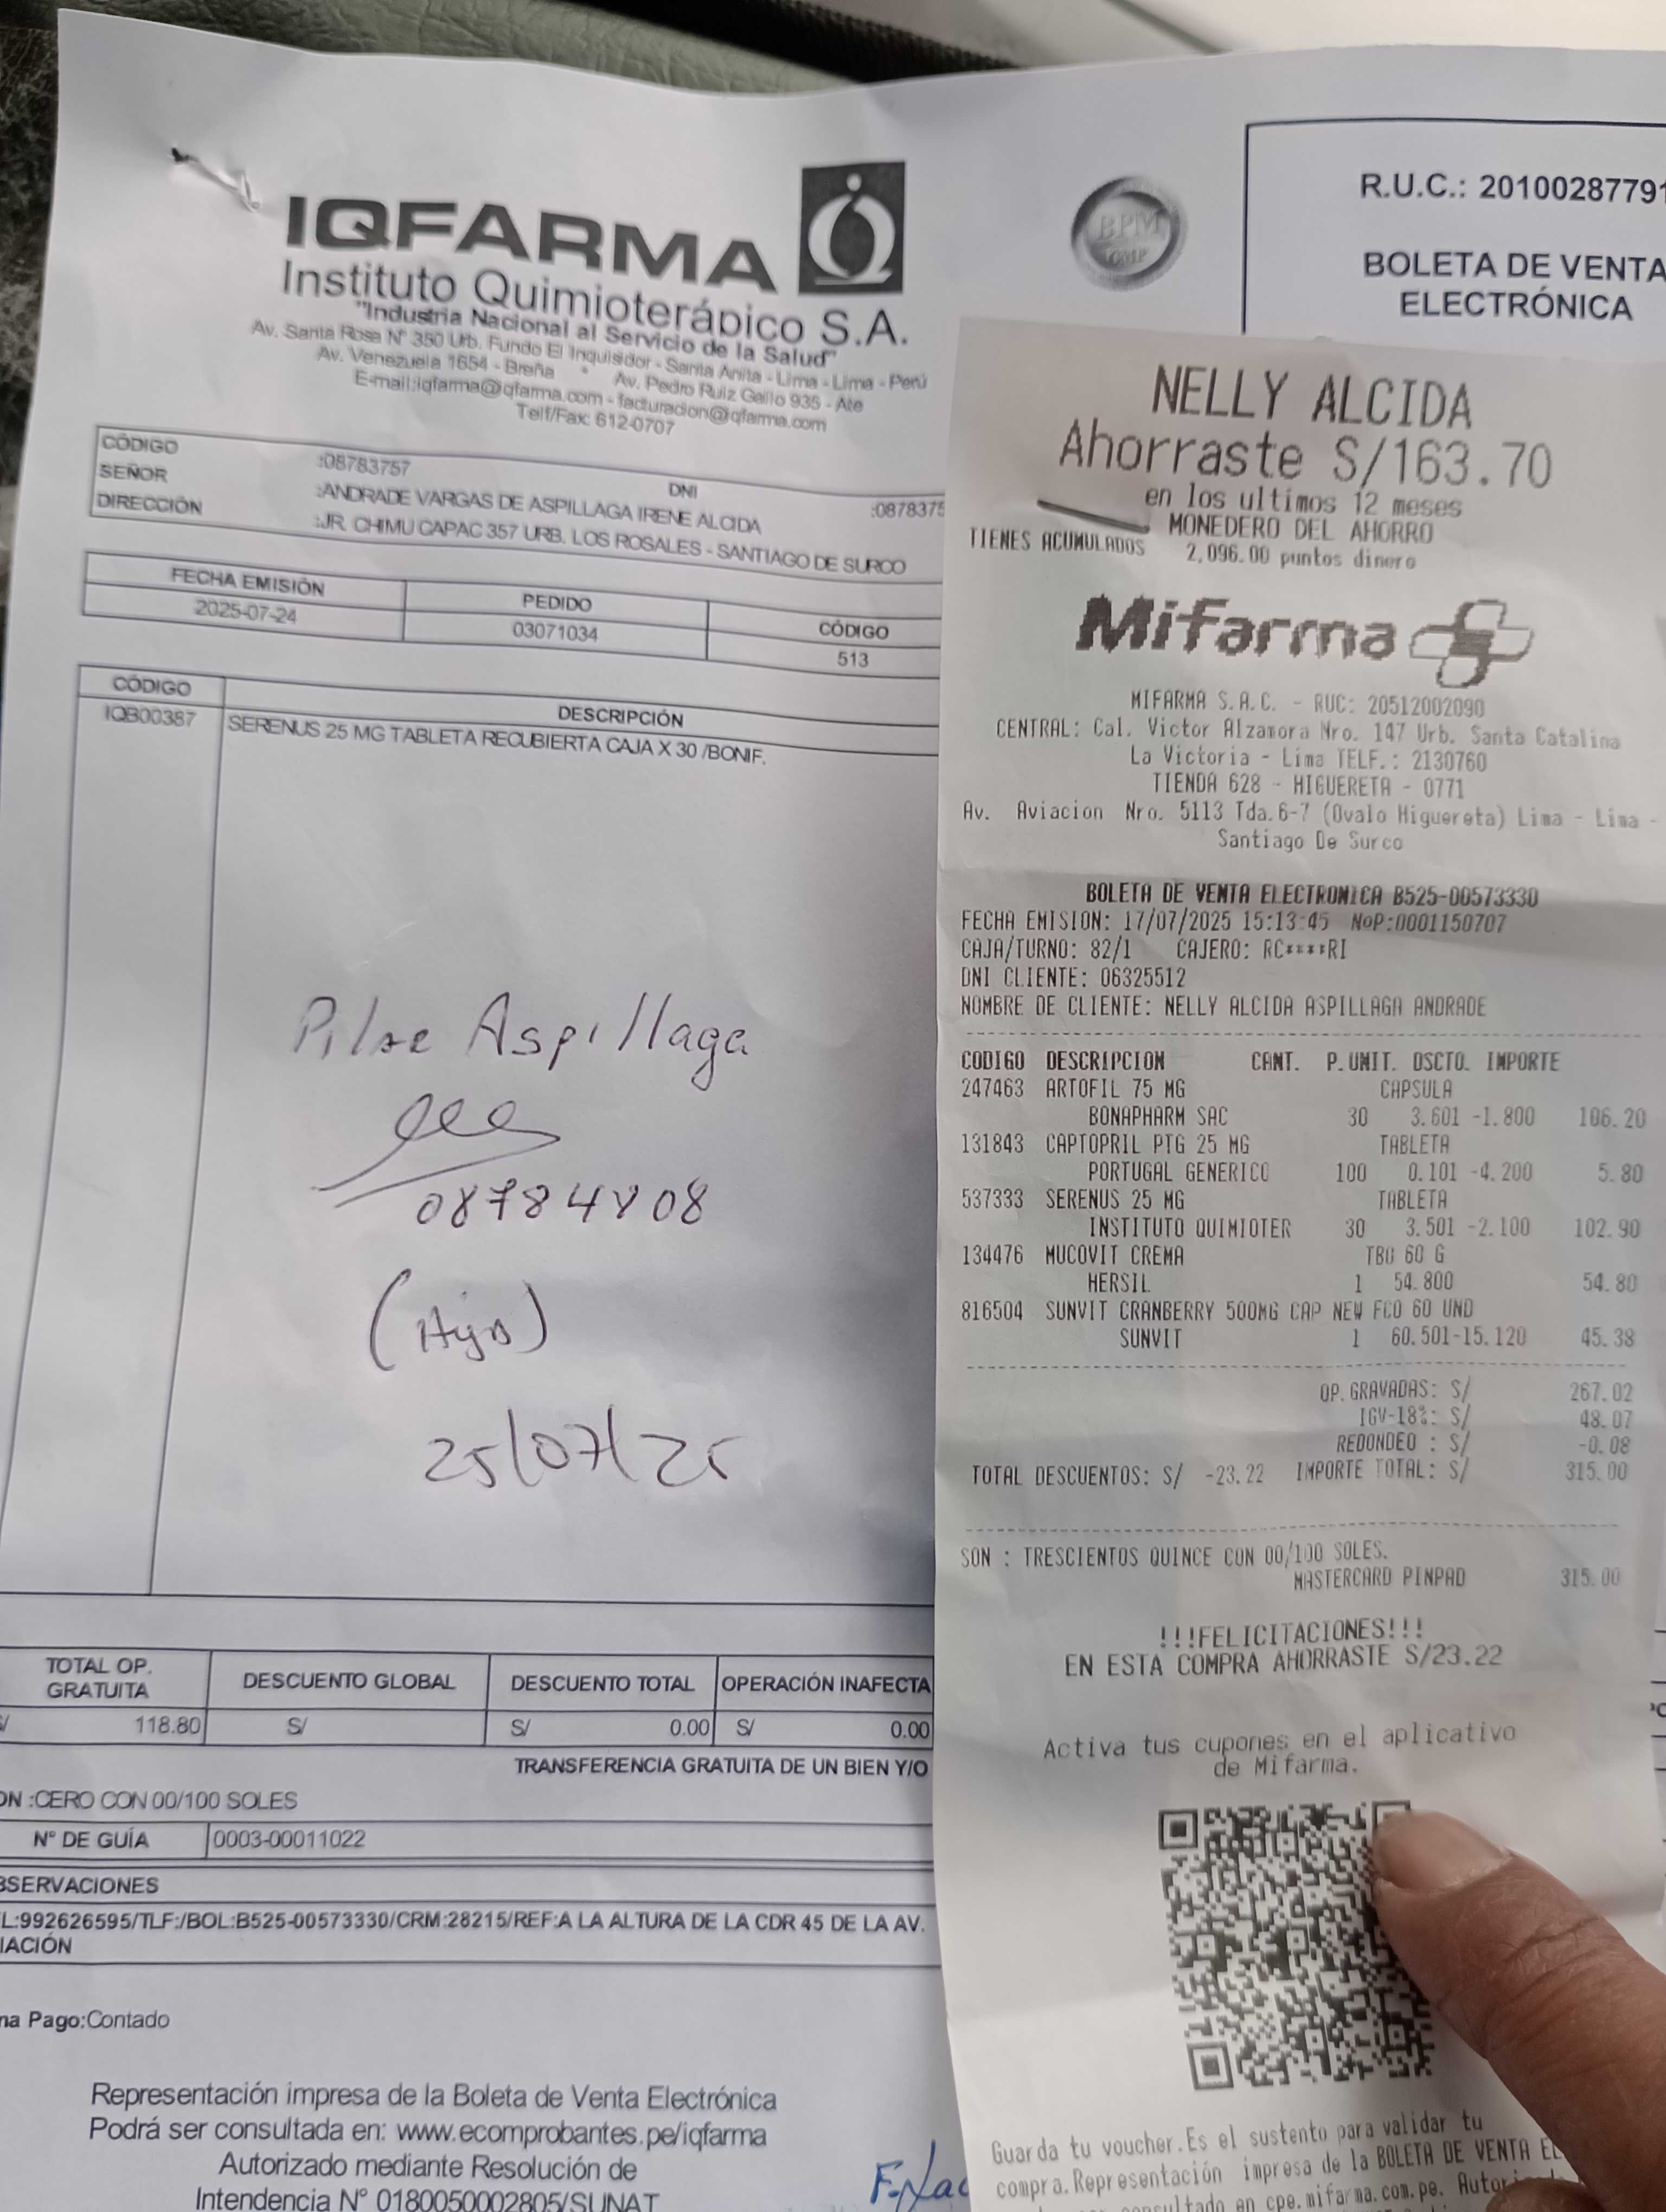 IQFARMA
Instituto Quimioterápico S.A.
"Industria Nacional al Servicio de la Salud"
Av. Santa Rosa N° 350 Urb. Fundo El Inquisidor - Santa Anita - Lima - Lima - Perú
Av. Venezuela 1654 - Breña * Av. Pedro Ruiz Gallo 935 - Ate
E-mail:iqfarma@iqfarma.com - facturacion@iqfarma.com
Telf/Fax: 612-0707
BPM
GMP
R.U.C.: 20100287791
BOLETA DE VENTA
ELECTRÓNICA
CÓDIGO :08783757 DNI :0878375
SEÑOR :ANDRADE VARGAS DE ASPILLAGA IRENE ALCIDA
DIRECCIÓN :JR. CHIMU CAPAC 357 URB. LOS ROSALES - SANTIAGO DE SURCO
FECHA EMISIÓN PEDIDO CÓDIGO
2025-07-24 03071034 513
CÓDIGO DESCRIPCIÓN
IQB00387 SERENUS 25 MG TABLETA RECUBIERTA CAJA X 30 /BONIF.
Aspillaga
(Hija)
25/07/25
TOTAL OP. GRATUITA DESCUENTO GLOBAL DESCUENTO TOTAL OPERACIÓN INAFECTA
S/ 118.80 S/ S/ 0.00 S/ 0.00
TRANSFERENCIA GRATUITA DE UN BIEN Y/O
ON :CERO CON 00/100 SOLES
N° DE GUÍA 0003-00011022
BSERVACIONES
L:992626595/TLF:/BOL:B525-00573330/CRM:28215/REF:A LA ALTURA DE LA CDR 45 DE LA AV.
IACIÓN
ma Pago:Contado
Representación impresa de la Boleta de Venta Electrónica
Podrá ser consultada en: www.ecomprobantes.pe/iqfarma
Autorizado mediante Resolución de
Intendencia N° 0180050002805/SUNAT
NELLY ALCIDA
Ahorraste S/163.70
en los ultimos 12 meses
MONEDERO DEL AHORRO
TIENES ACUMULADOS 2,096.00 puntos dinero
Mifarma
MIFARMA S.A.C. - RUC: 20512002090
CENTRAL: Cal. Victor Alzamora Nro. 147 Urb. Santa Catalina
La Victoria - Lima TELF.: 2130760
TIENDA 628 - HIGUERETA - 0771
Av. Aviacion Nro. 5113 Tda.6-7 (Ovalo Higuereta) Lima - Lima -
Santiago De Surco
BOLETA DE VENTA ELECTRONICA B525-00573330
FECHA EMISION: 17/07/2025 15:13:45 NoP:0001150707
CAJA/TURNO: 82/1 CAJERO: RC****RI
DNI CLIENTE: 06325512
NOMBRE DE CLIENTE: NELLY ALCIDA ASPILLAGA ANDRADE
CODIGO DESCRIPCION CANT. P.UNIT. DSCTO. IMPORTE
247463 ARTOFIL 75 MG CAPSULA
BONAPHARM SAC 30 3.601 -1.800 106.20
131843 CAPTOPRIL PTG 25 MG TABLETA
PORTUGAL GENERICO 100 0.101 -4.200 5.80
537333 SERENUS 25 MG TABLETA
INSTITUTO QUIMIOTER 30 3.501 -2.100 102.90
134476 MUCOVIT CREMA TBO 60 G
HERSIL 1 54.800 54.80
816504 SUNVIT CRANBERRY 500MG CAP NEW FCO 60 UND
SUNVIT 1 60.501-15.120 45.38
OP.GRAVADAS: S/ 267.02
IGV-18%: S/ 48.07
REDONDEO : S/ -0.08
TOTAL DESCUENTOS: S/ -23.22 IMPORTE TOTAL: S/ 315.00
SON : TRESCIENTOS QUINCE CON 00/100 SOLES.
MASTERCARD PINPAD 315.00
!!!FELICITACIONES!!!
EN ESTA COMPRA AHORRASTE S/23.22
Activa tus cupones en el aplicativo
de Mifarma.
Guarda tu voucher.Es el sustento para validar tu
compra.Representación impresa de la BOLETA DE VENTA EL
en cpe.mifarma.com.pe.